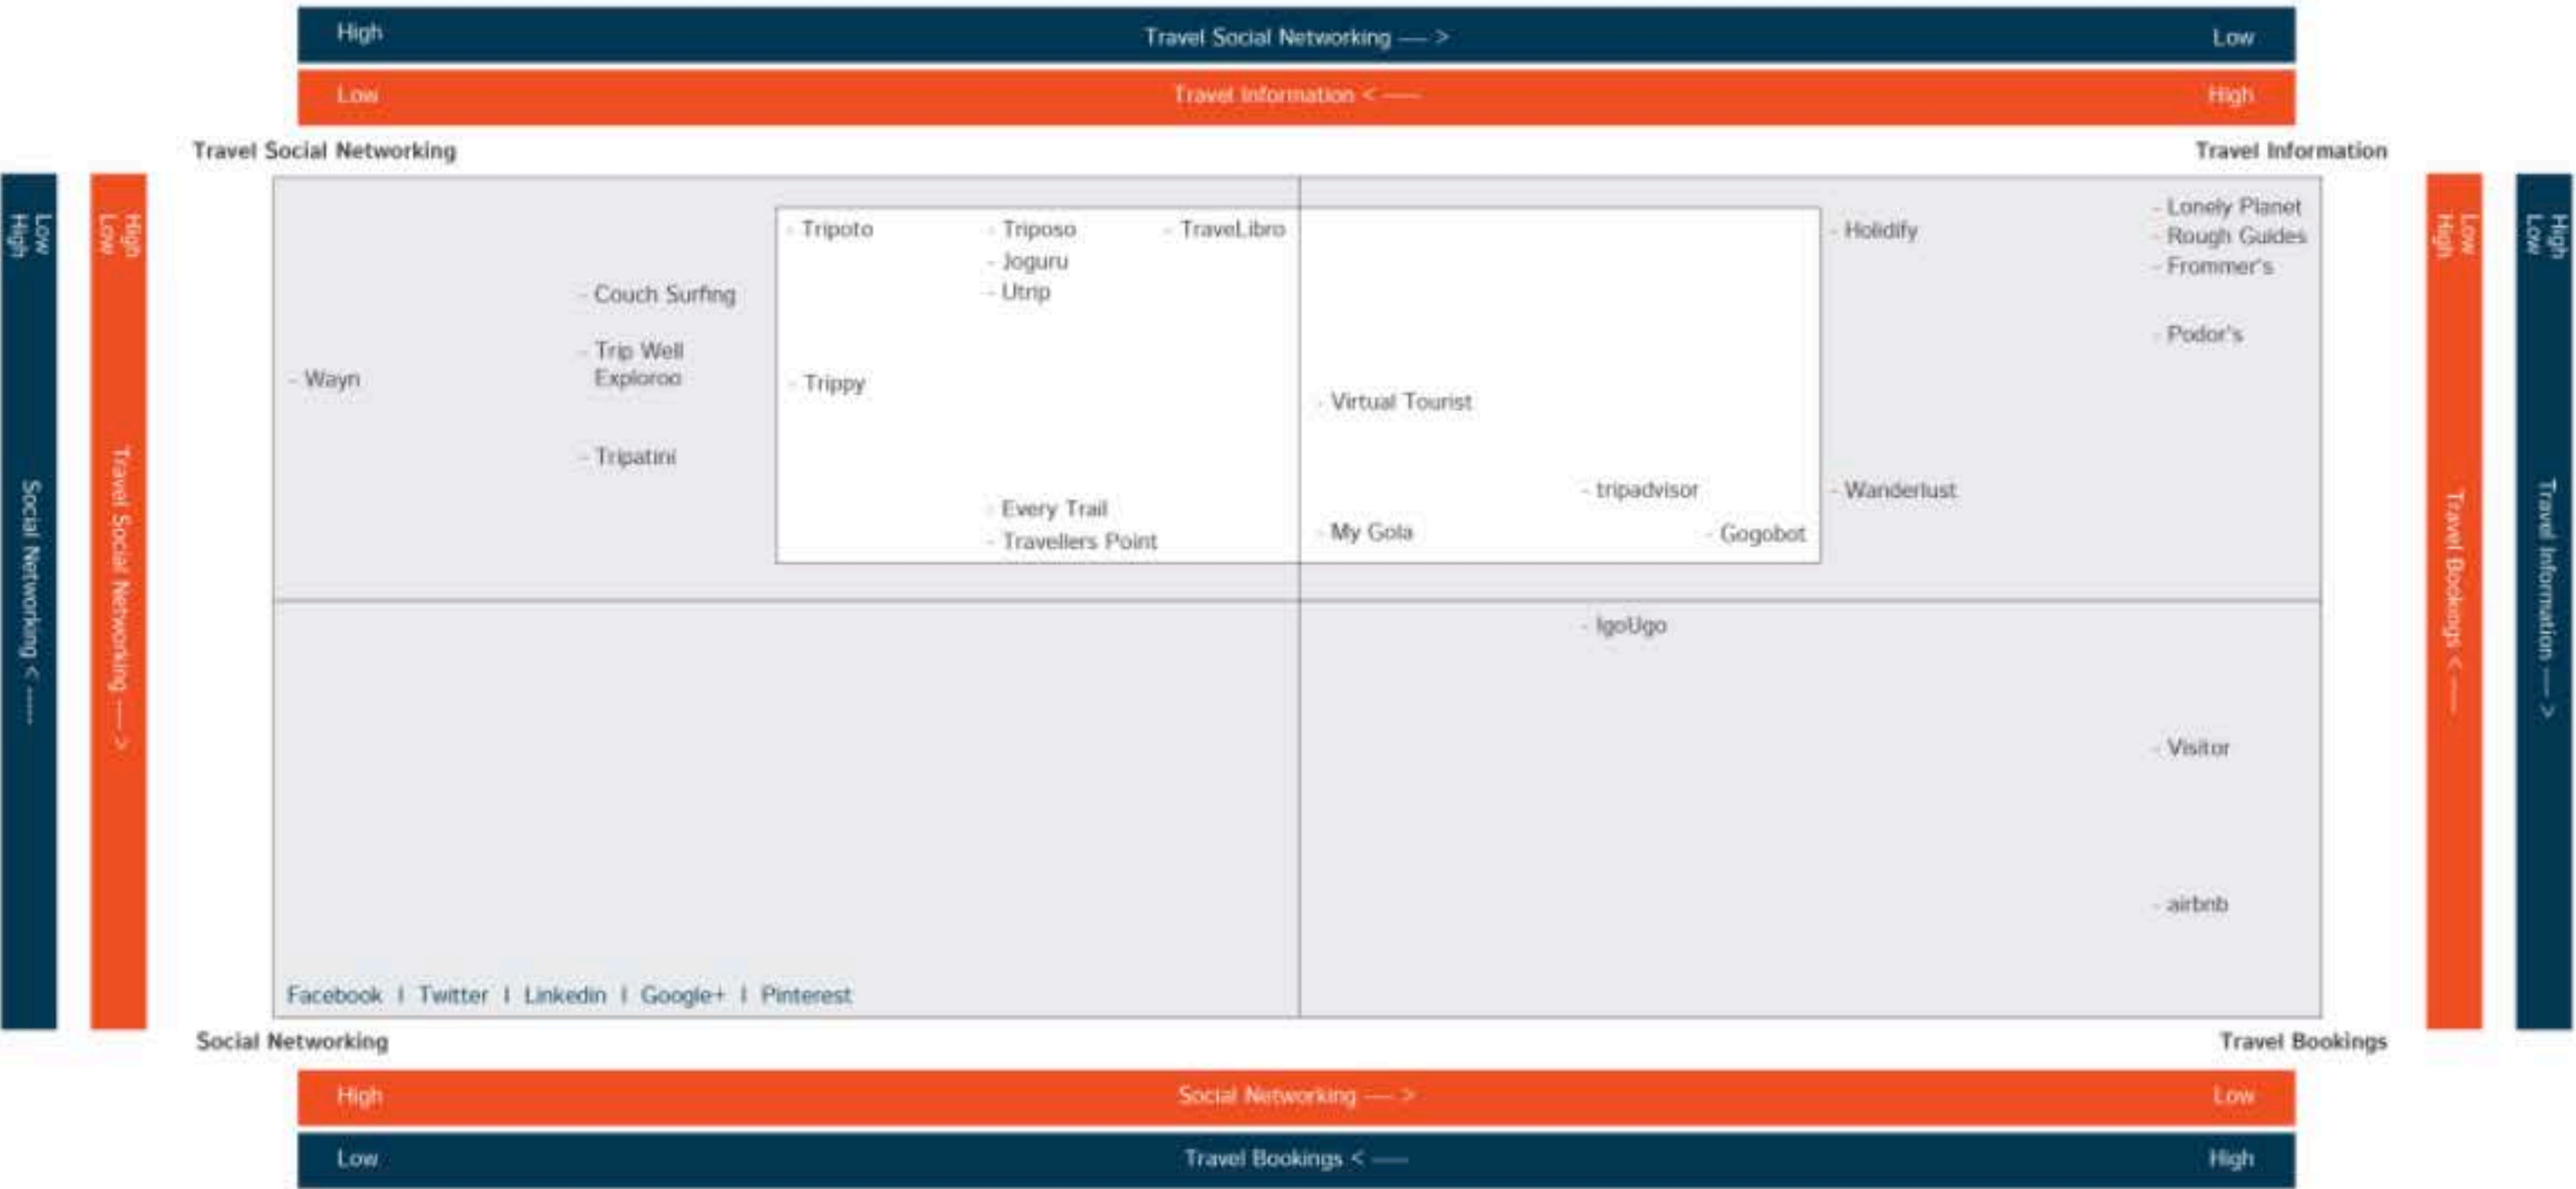 High Travel Social Networking ---- > Low
Low Travel Information < ---- High
Travel Social Networking
Travel Information
Low
High
Social Networking < -----
High
Low
Travel Social Networking ---- >
- Tripoto
- Triposo
- Joguru
- Utrip
- TraveLibro
- Holidify
- Lonely Planet
- Rough Guides
- Frommer's
- Podor's
- Couch Surfing
- Trip Well
Exploroo
- Wayn
- Trippy
- Virtual Tourist
- Tripatini
- tripadvisor
- Wanderlust
- Every Trail
- Travellers Point
- My Gola
- Gogobot
- IgoUgo
- Visitor
- airbnb
Facebook | Twitter | Linkedin | Google+ | Pinterest
Low
High
Travel Bookings < ----
High
Low
Travel Information ---- >
Social Networking
Travel Bookings
High Social Networking ---- > Low
Low Travel Bookings < ---- High